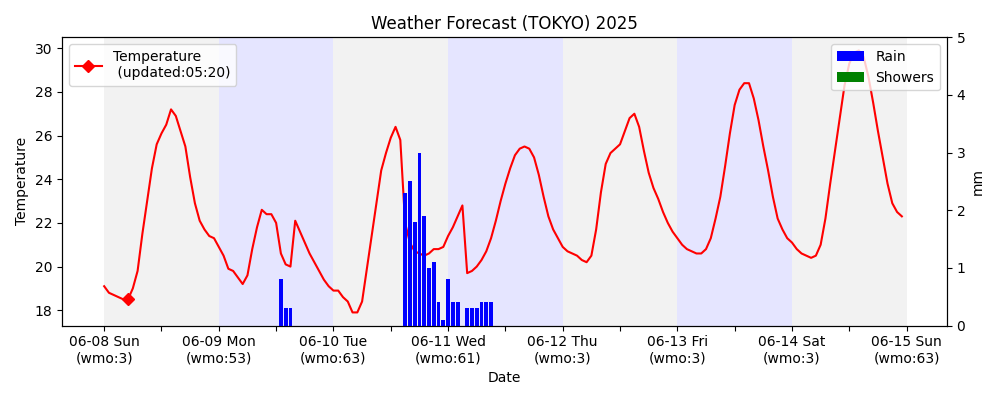 Weather Forecast (TOKYO) 2025
Temperature
(updated:05:20)
Rain
Showers
30
28
26
24
22
20
18
Temperature
5
4
3
2
1
0
mm
06-08 Sun
(wmo:3)
06-09 Mon
(wmo:53)
06-10 Tue
(wmo:63)
06-11 Wed
(wmo:61)
06-12 Thu
(wmo:3)
06-13 Fri
(wmo:3)
06-14 Sat
(wmo:3)
06-15 Sun
(wmo:63)
Date